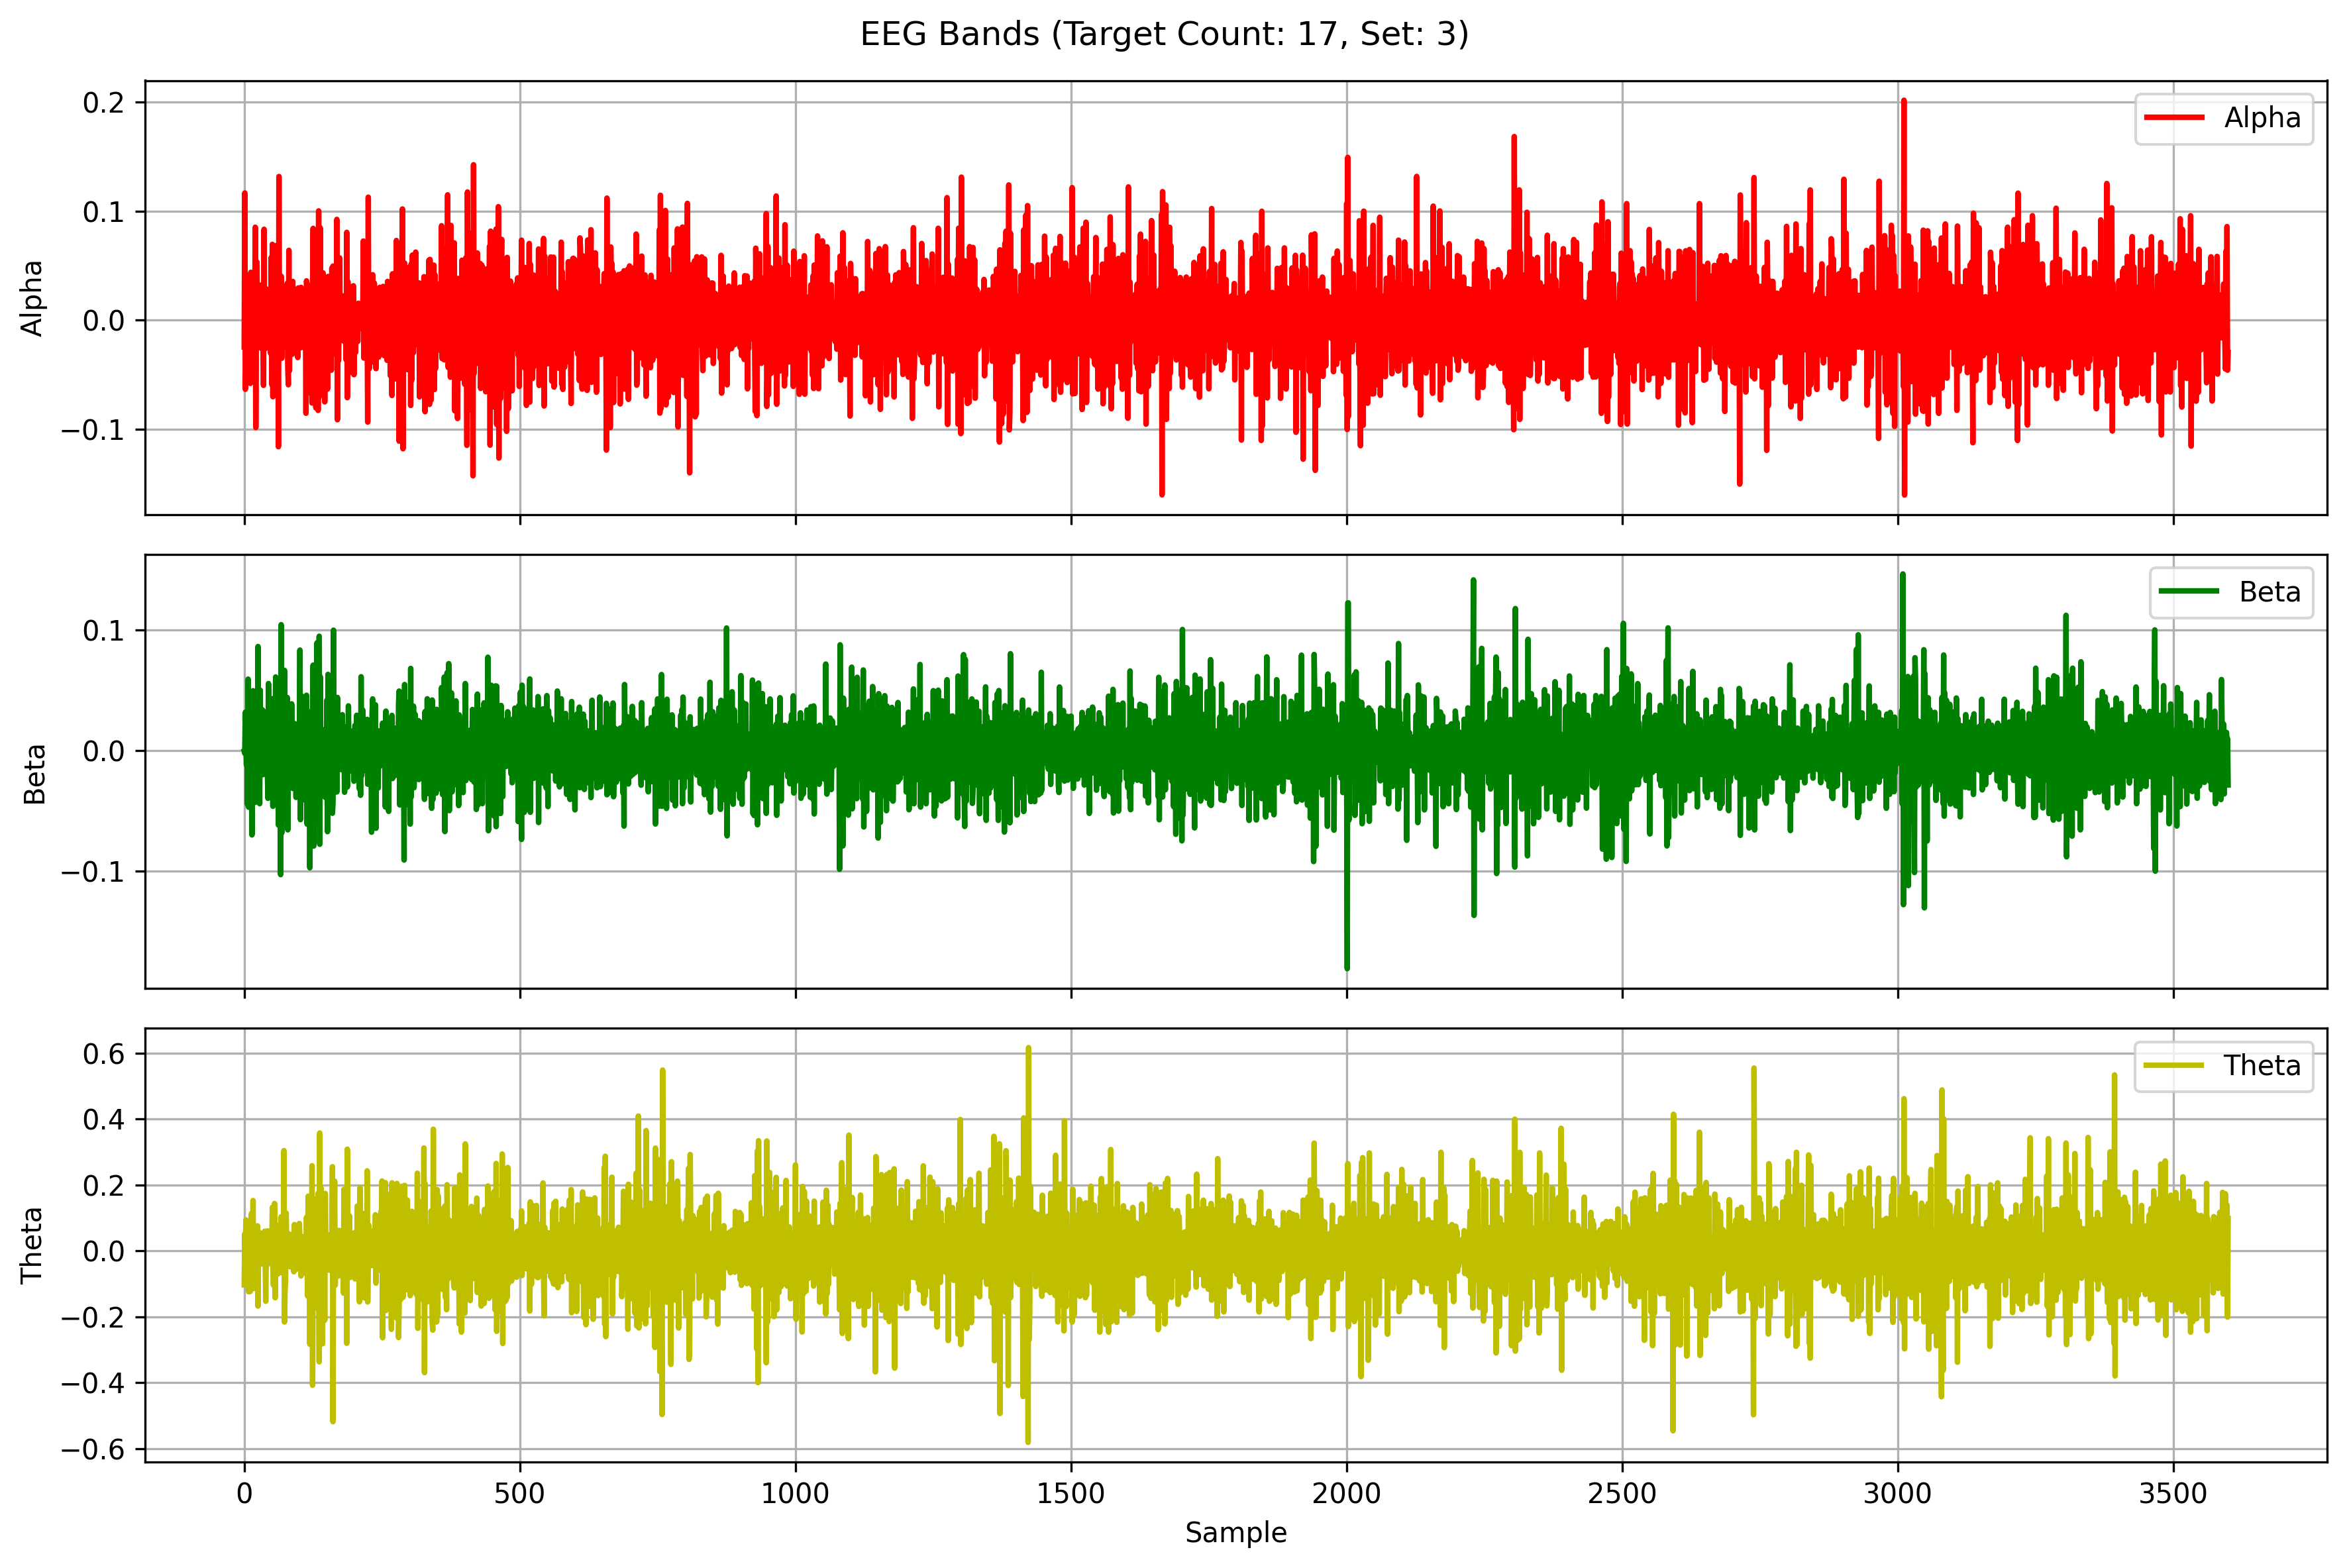 EEG Bands (Target Count: 17, Set: 3)
0.2
0.1
0.0
−0.1
Alpha
Alpha
0.1
0.0
−0.1
Beta
Beta
0.6
0.4
0.2
0.0
−0.2
−0.4
−0.6
Theta
Theta
0 500 1000 1500 2000 2500 3000 3500
Sample